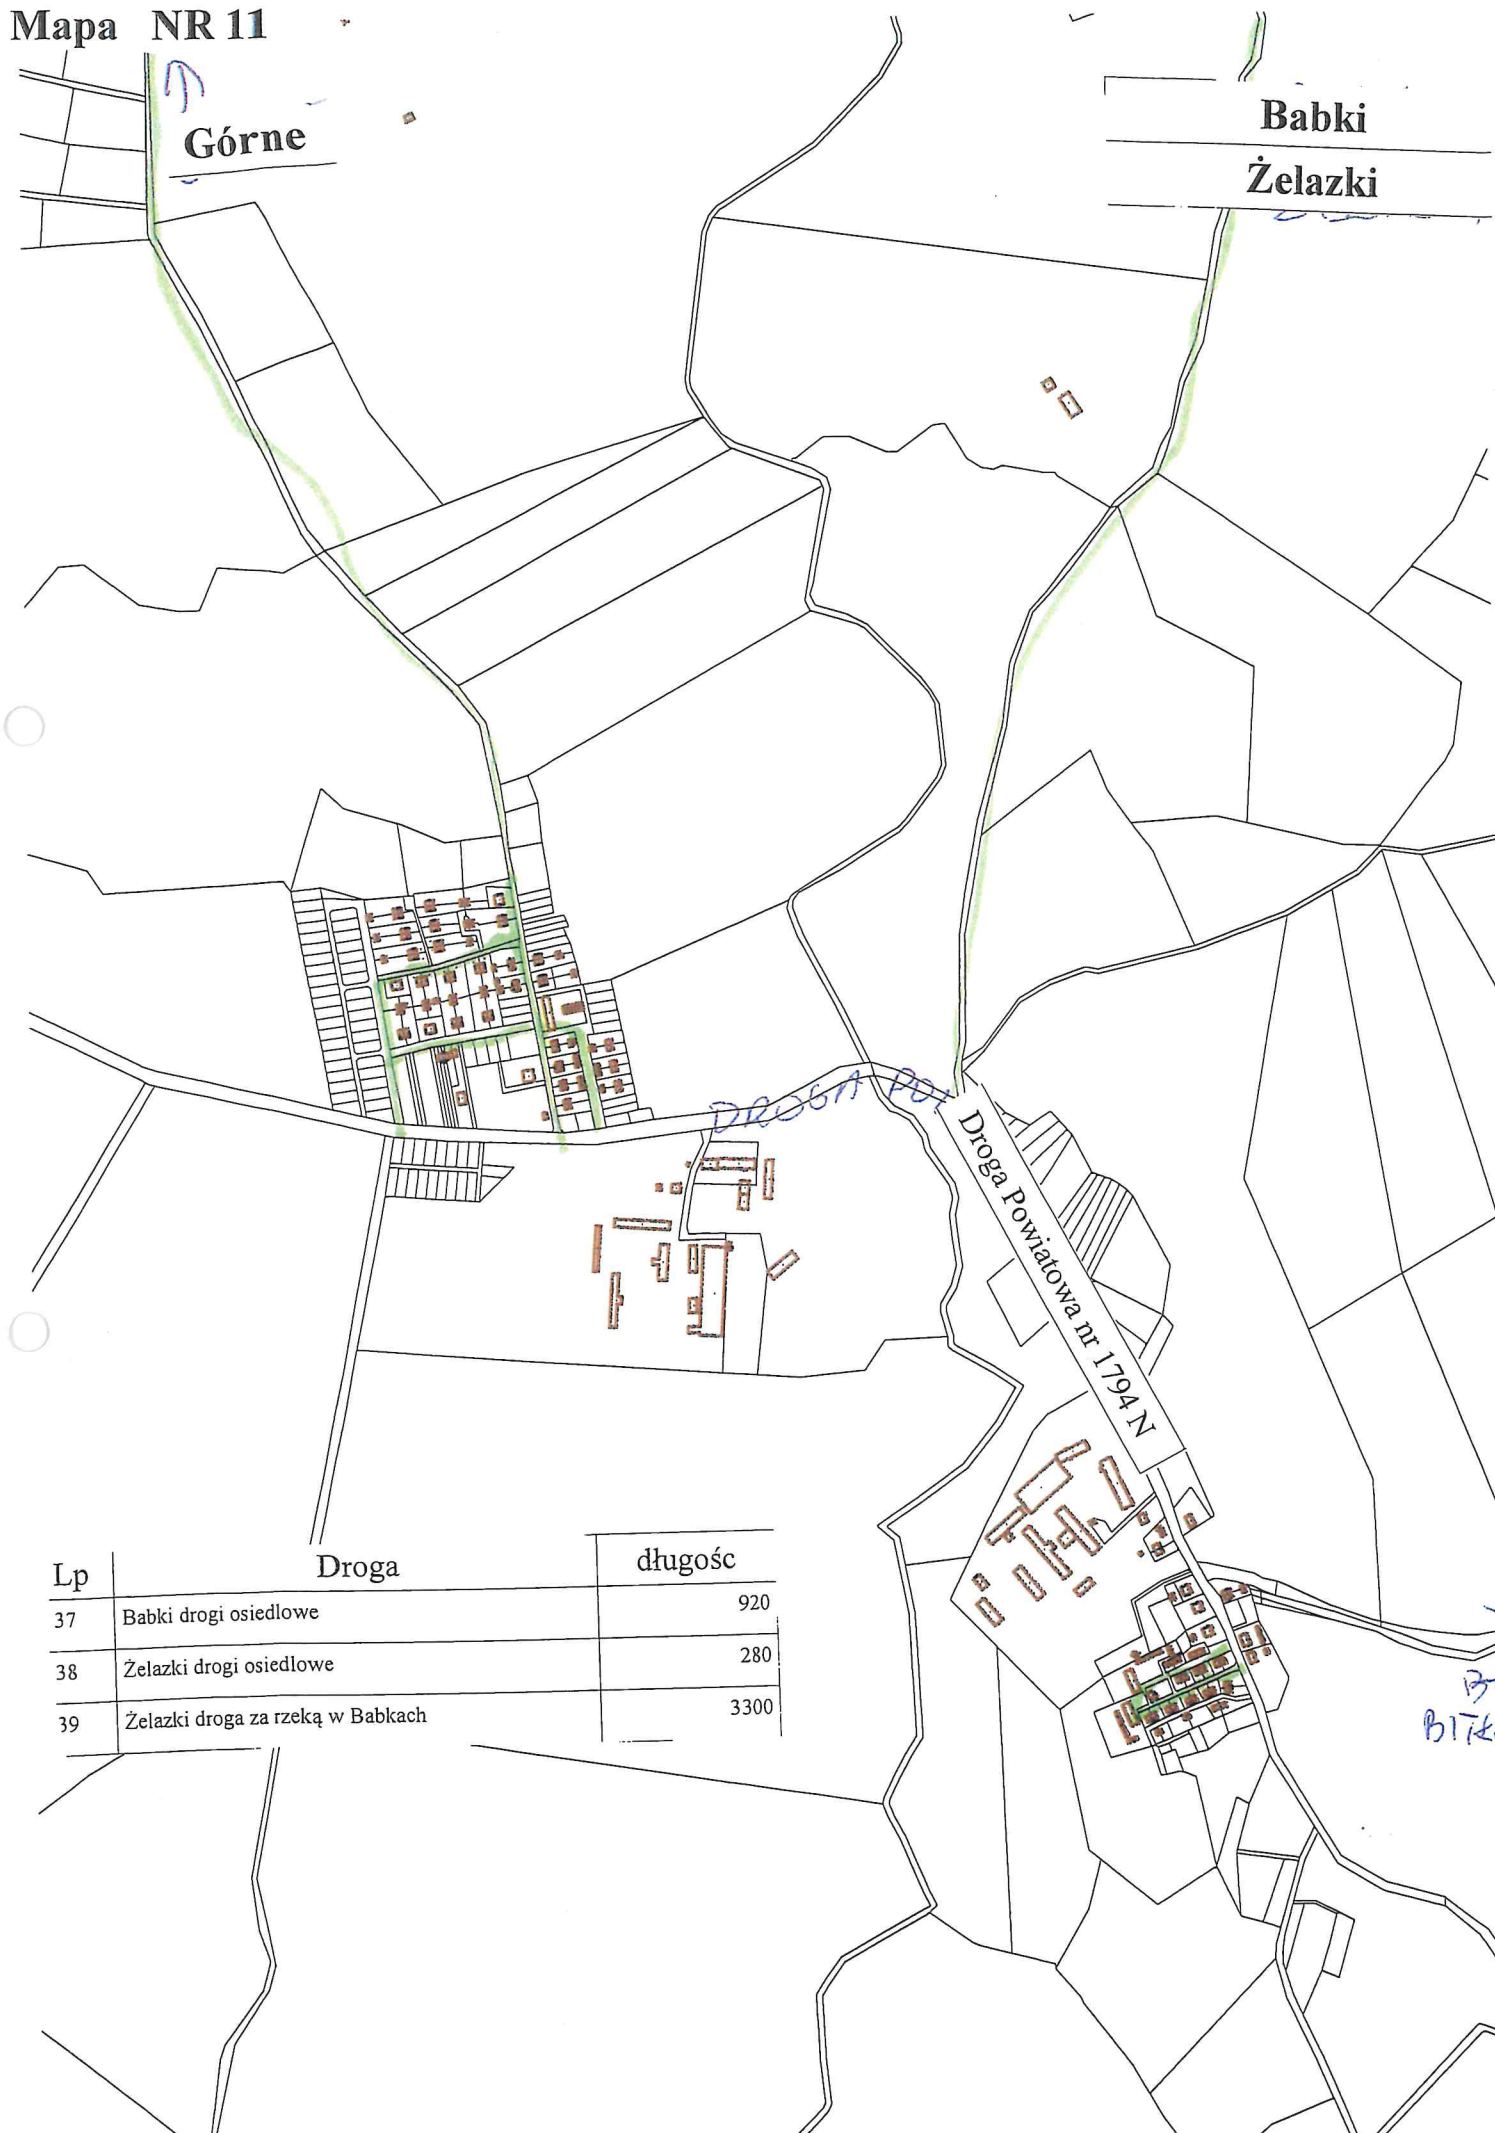 Mapa NR 11
Górne
Babki
Żelazki
DROGA
Droga Powiatowa nr 1794 N
Lp Droga długośc
37 Babki drogi osiedlowe 920
38 Żelazki drogi osiedlowe 280
39 Żelazki droga za rzeką w Babkach 3300